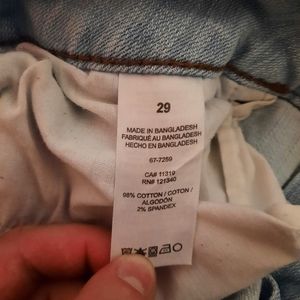 29
MADE IN BANGLADESH
FABRIQUÉ AU BANGLADESH
HECHO EN BANGLADESH
67-7259
CA# 11319
RN# 121340
98% COTTON / COTON /
ALGODÓN
2% SPANDEX